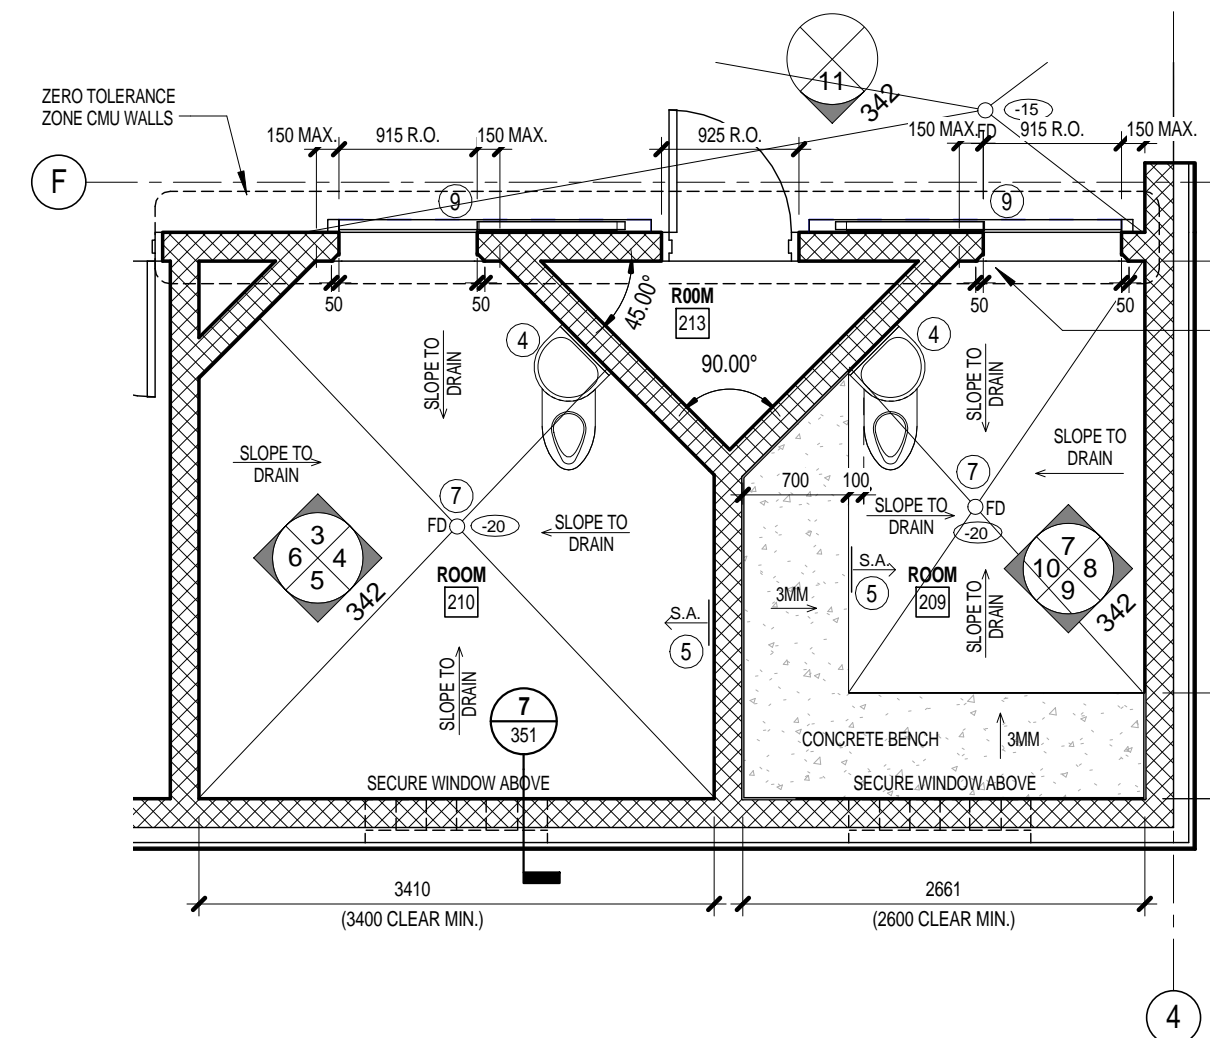 11
342
ZERO TOLERANCE
ZONE CMU WALLS
-15
FD
150 MAX.
915 R.O.
150 MAX.
925 R.O.
150 MAX.
915 R.O.
150 MAX.
F
9
9
50
50
50
50
45.00°
ROOM
213
90.00°
4
4
SLOPE TO
DRAIN
SLOPE TO
DRAIN
SLOPE TO
DRAIN
SLOPE TO
DRAIN
7
FD
-20
SLOPE TO
DRAIN
700
100
7
FD
-20
SLOPE TO
DRAIN
3
6
4
5
342
ROOM
210
S.A.
5
3MM
S.A.
5
ROOM
209
7
10
8
9
342
SLOPE TO
DRAIN
SLOPE TO
DRAIN
7
351
CONCRETE BENCH
3MM
SECURE WINDOW ABOVE
SECURE WINDOW ABOVE
3410
(3400 CLEAR MIN.)
2661
(2600 CLEAR MIN.)
4